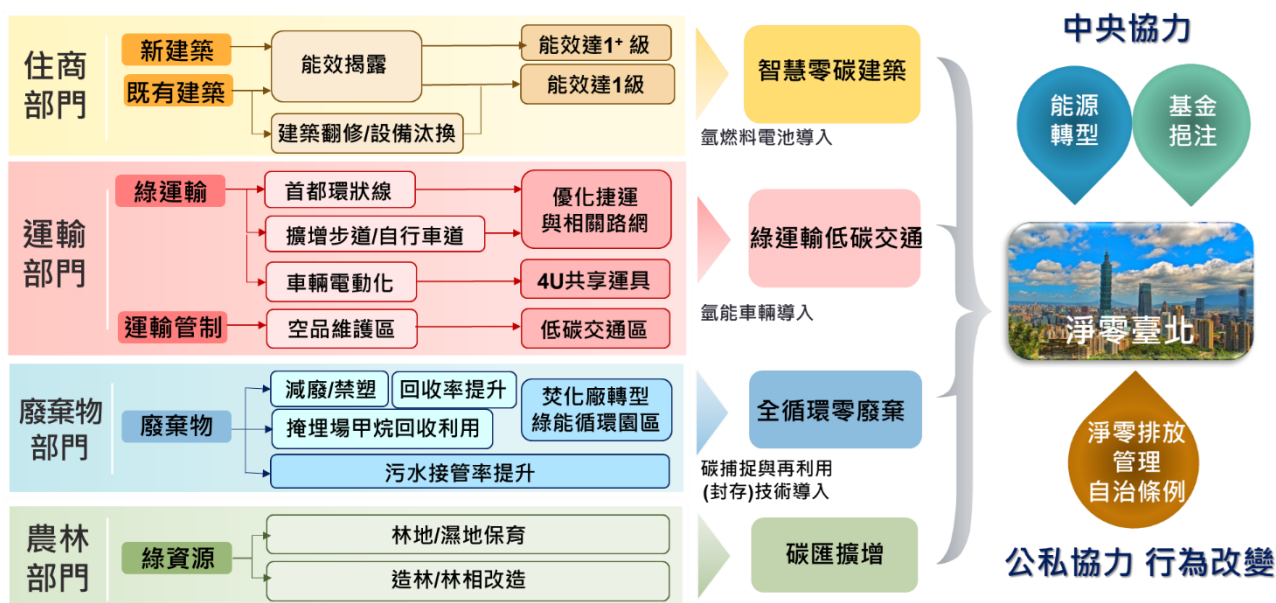 住商
部門
新建築
既有建築
能效揭露
建築翻修/設備汰換
能效達1⁺ 級
能效達1級
智慧零碳建築
氫燃料電池導入
運輸
部門
綠運輸
運輸管制
首都環狀線
擴增步道/自行車道
車輛電動化
空品維護區
優化捷運
與相關路網
4U共享運具
低碳交通區
綠運輸低碳交通
氫能車輛導入
廢棄物
部門
廢棄物
減廢/禁塑
回收率提升
掩埋場甲烷回收利用
焚化廠轉型
綠能循環園區
污水接管率提升
全循環零廢棄
碳捕捉與再利用
(封存)技術導入
農林
部門
綠資源
林地/濕地保育
造林/林相改造
碳匯擴增
中央協力
能源
轉型
基金
挹注
淨零臺北
淨零排放
管理
自治條例
公私協力 行為改變